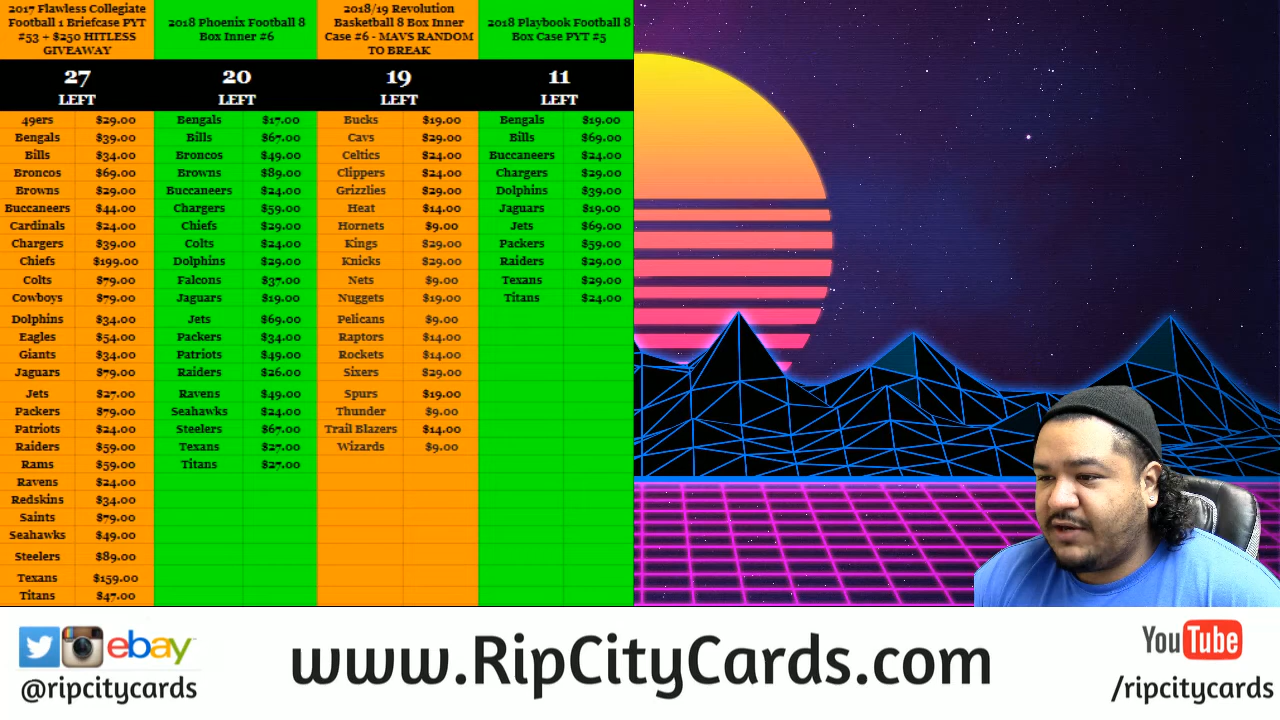 2017 Flawless Collegiate
Football 1 Briefcase PYT
#53 + $250 HITLESS
GIVEAWAY
27
LEFT
49ers $29.00
Bengals $39.00
Bills $34.00
Broncos $69.00
Browns $29.00
Buccaneers $44.00
Cardinals $24.00
Chargers $39.00
Chiefs $199.00
Colts $79.00
Cowboys $79.00
Dolphins $34.00
Eagles $54.00
Giants $34.00
Jaguars $79.00
Jets $27.00
Packers $79.00
Patriots $24.00
Raiders $59.00
Rams $59.00
Ravens $24.00
Redskins $34.00
Saints $79.00
Seahawks $49.00
Steelers $89.00
Texans $159.00
Titans $47.00
2018 Phoenix Football 8
Box Inner #6
20
LEFT
Bengals $17.00
Bills $67.00
Broncos $49.00
Browns $89.00
Buccaneers $24.00
Chargers $59.00
Chiefs $29.00
Colts $24.00
Dolphins $29.00
Falcons $37.00
Jaguars $19.00
Jets $69.00
Packers $34.00
Patriots $49.00
Raiders $26.00
Ravens $49.00
Seahawks $24.00
Steelers $67.00
Texans $27.00
Titans $27.00
2018/19 Revolution
Basketball 8 Box Inner
Case #6 - MAVS RANDOM
TO BREAK
19
LEFT
Bucks $19.00
Cavs $29.00
Celtics $24.00
Clippers $24.00
Grizzlies $29.00
Heat $14.00
Hornets $9.00
Kings $29.00
Knicks $29.00
Nets $9.00
Nuggets $19.00
Pelicans $9.00
Raptors $14.00
Rockets $14.00
Sixers $29.00
Spurs $19.00
Thunder $9.00
Trail Blazers $14.00
Wizards $9.00
2018 Playbook Football 8
Box Case PYT #5
11
LEFT
Bengals $19.00
Bills $69.00
Buccaneers $24.00
Chargers $29.00
Dolphins $39.00
Jaguars $19.00
Jets $69.00
Packers $59.00
Raiders $29.00
Texans $29.00
Titans $24.00
ebay
@ripcitycards
www.RipCityCards.com
YouTube
/ripcitycards